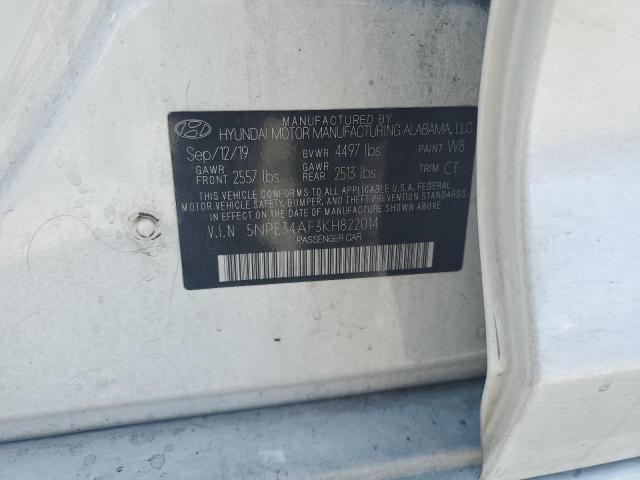 MANUFACTURED BY
HYUNDAI MOTOR MANUFACTURING ALABAMA, LLC
Sep/12/19 GVWR 4497 lbs PAINT W8
GAWR FRONT 2557 lbs GAWR REAR 2513 lbs TRIM CT
THIS VEHICLE CONFORMS TO ALL APPLICABLE U.S.A. FEDERAL
MOTOR VEHICLE SAFETY, BUMPER, AND THEFT PREVENTION STANDARDS
IN EFFECT ON THE DATE OF MANUFACTURE SHOWN ABOVE.
V.I.N 5NPE34AF3KH822014
PASSENGER CAR